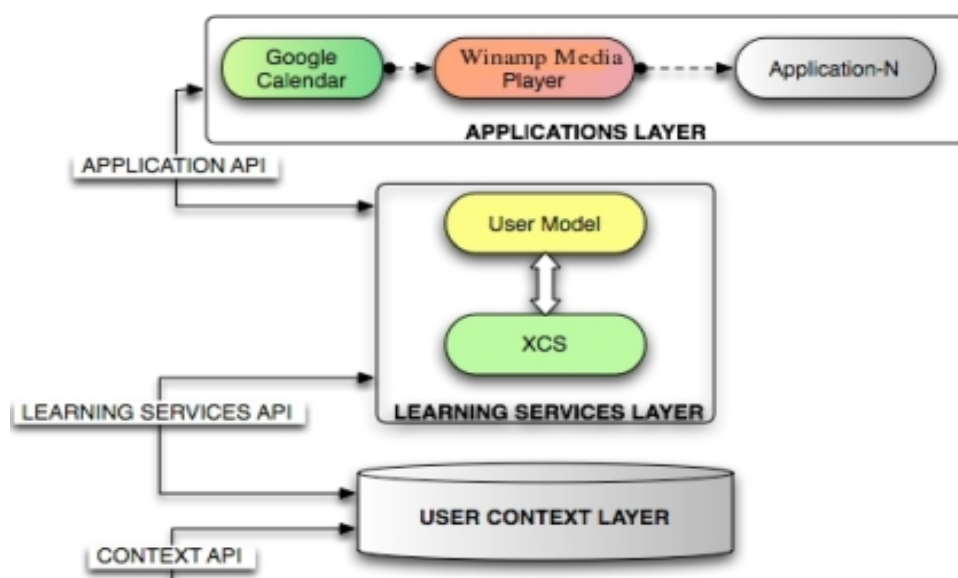 Google
Calendar
Winamp Media
Player
Application-N
APPLICATIONS LAYER
APPLICATION API
User Model
XCS
LEARNING SERVICES LAYER
LEARNING SERVICES API
USER CONTEXT LAYER
CONTEXT API